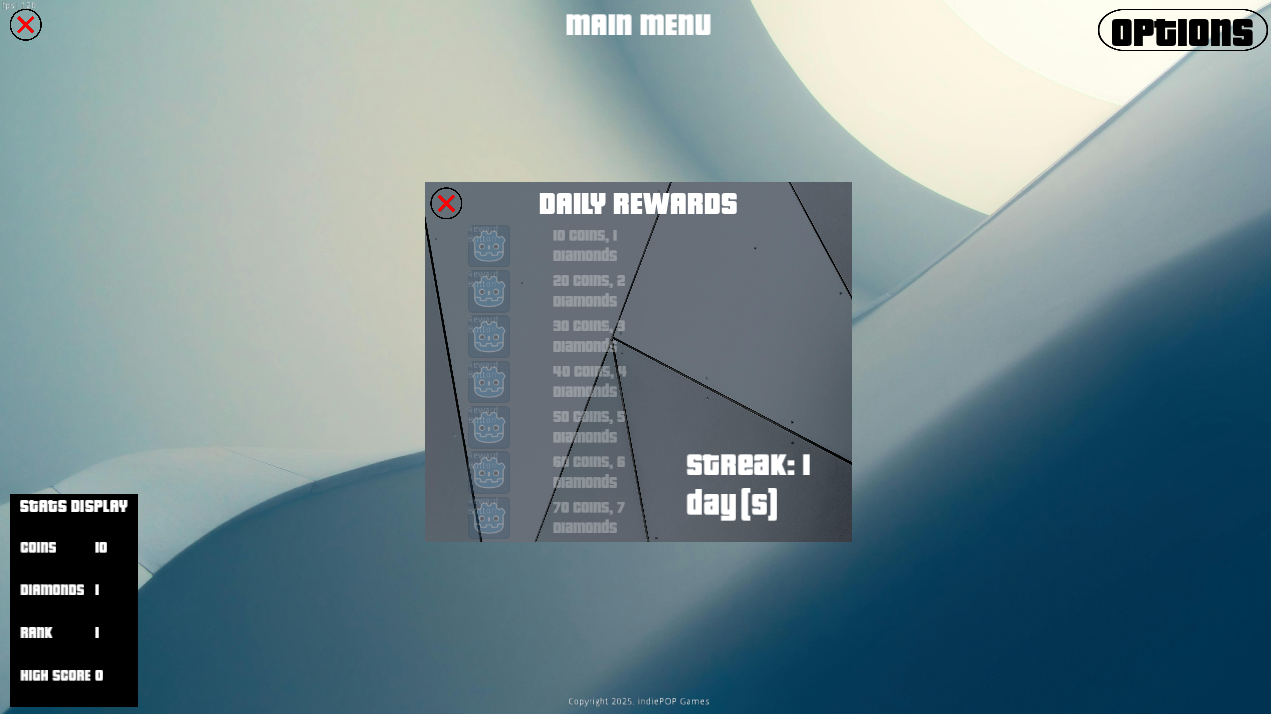 MAIN MENU
OPTIONS
DAILY REWARDS
10 COINS, 1
DIAMONDS
20 COINS, 2
DIAMONDS
30 COINS, 3
DIAMONDS
40 COINS, 4
DIAMONDS
50 COINS, 5
DIAMONDS
60 COINS, 6
DIAMONDS
70 COINS, 7
DIAMONDS
STREAK: 1
day[s]
STATS DISPLAY
COINS 10
DIAMONDS 1
RANK 1
HIGH SCORE 0
Copyright 2025, indiePOP Games